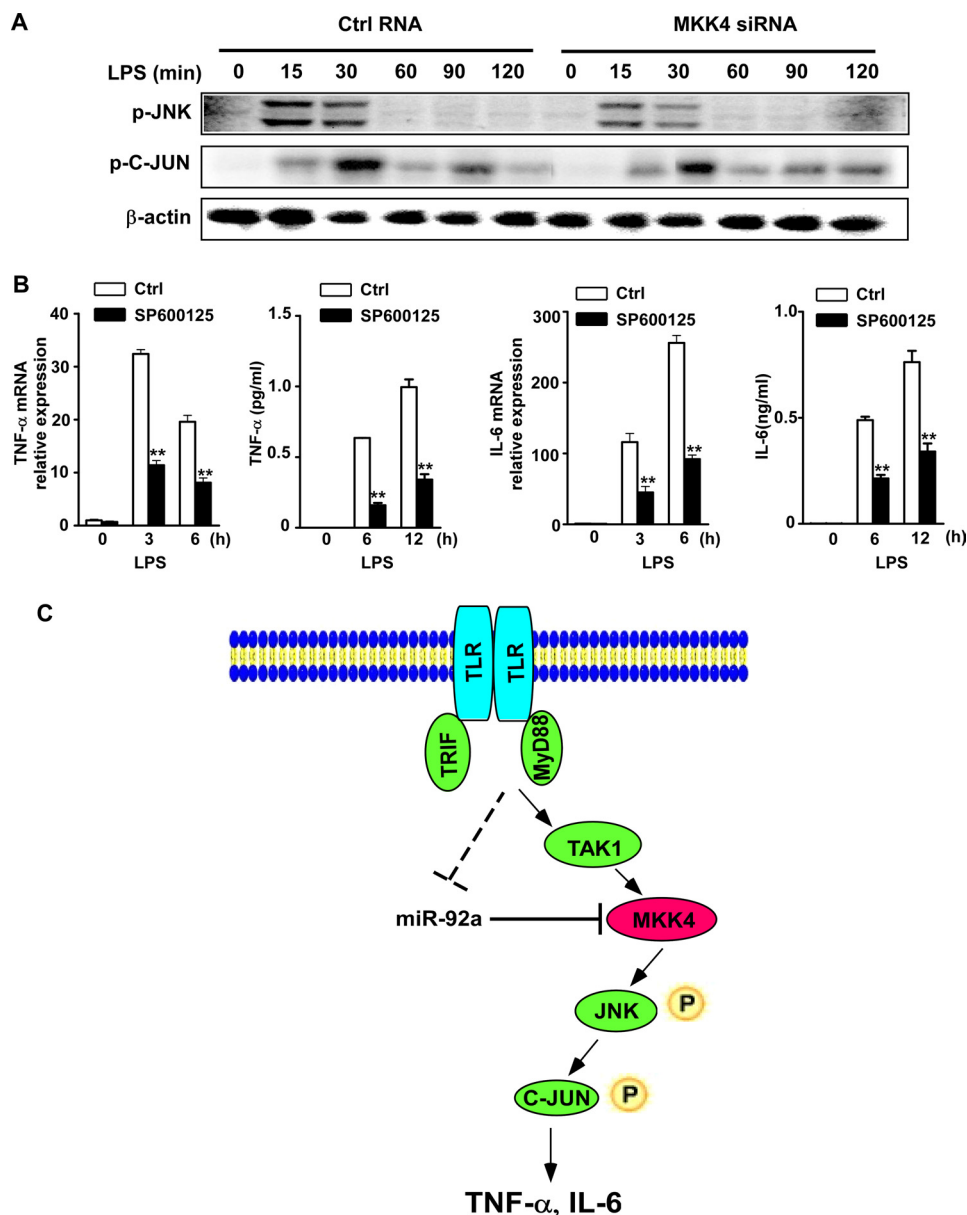 A
Ctrl RNA MKK4 siRNA
LPS (min) 0 15 30 60 90 120 0 15 30 60 90 120
p-JNK
p-C-JUN
β-actin
B
Ctrl
SP600125
TNF-α mRNA
relative expression
40
30
20
10
0
0 3 6 (h)
LPS
Ctrl
SP600125
TNF-α (pg/ml)
1.0
0.5
0
0 6 12 (h)
LPS
Ctrl
SP600125
IL-6 mRNA
relative expression
300
200
100
0
0 3 6 (h)
LPS
Ctrl
SP600125
IL-6(ng/ml)
1.0
0.5
0
0 6 12 (h)
LPS
**
**
**
**
**
**
**
**
C
TLR
TLR
TRIF
MyD88
TAK1
miR-92a
MKK4
JNK
P
C-JUN
P
TNF-α, IL-6